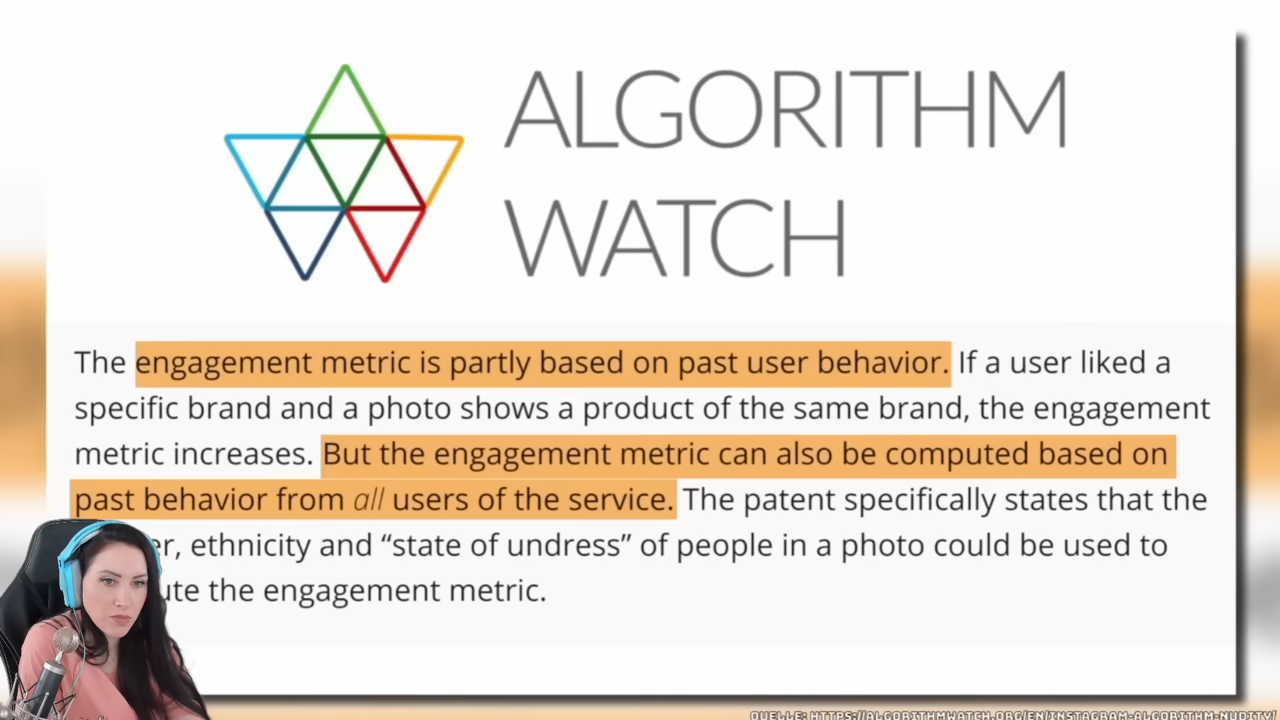 ALGORITHM
WATCH
The engagement metric is partly based on past user behavior. If a user liked a
specific brand and a photo shows a product of the same brand, the engagement
metric increases. But the engagement metric can also be computed based on
past behavior from all users of the service. The patent specifically states that the
er, ethnicity and “state of undress” of people in a photo could be used to
ute the engagement metric.
QUELLE: HTTPS://ALGORITHMWATCH.ORG/EN/INSTAGRAM-ALGORITHM-NUDITY/